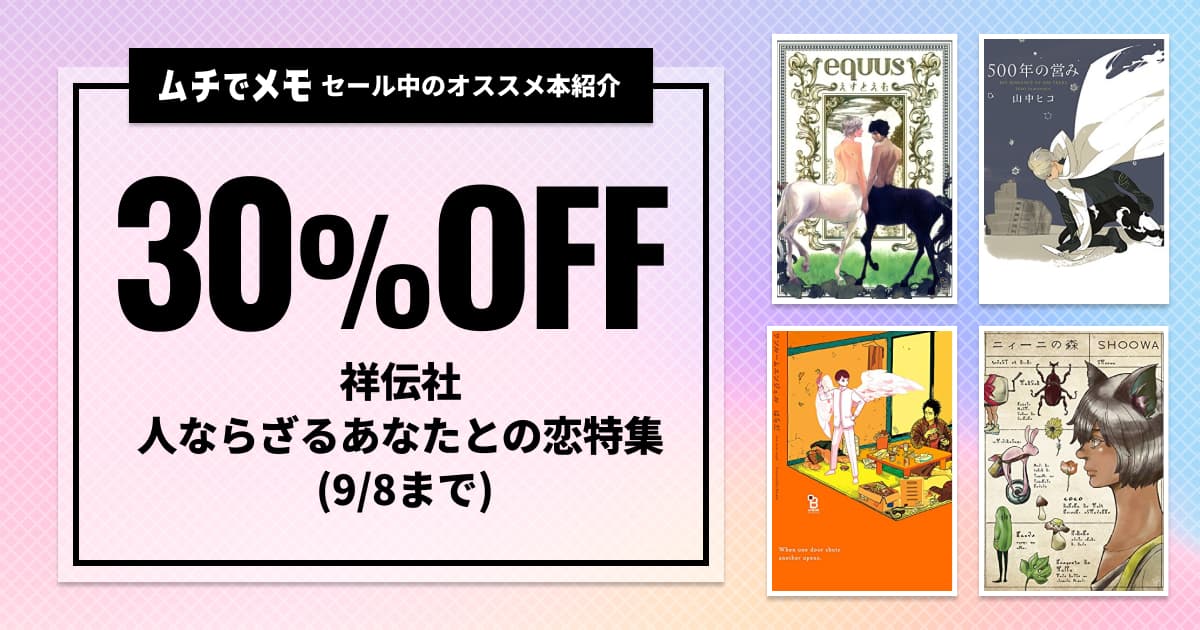 ムチでメモ セール中のオススメ本紹介
30%OFF
祥伝社
人ならざるあなたとの恋特集
(9/8まで)
equus
えすとえむ
500年の営み
山中ヒコ
When one door shuts
another opens.
ニィーニの森
SHOOWA